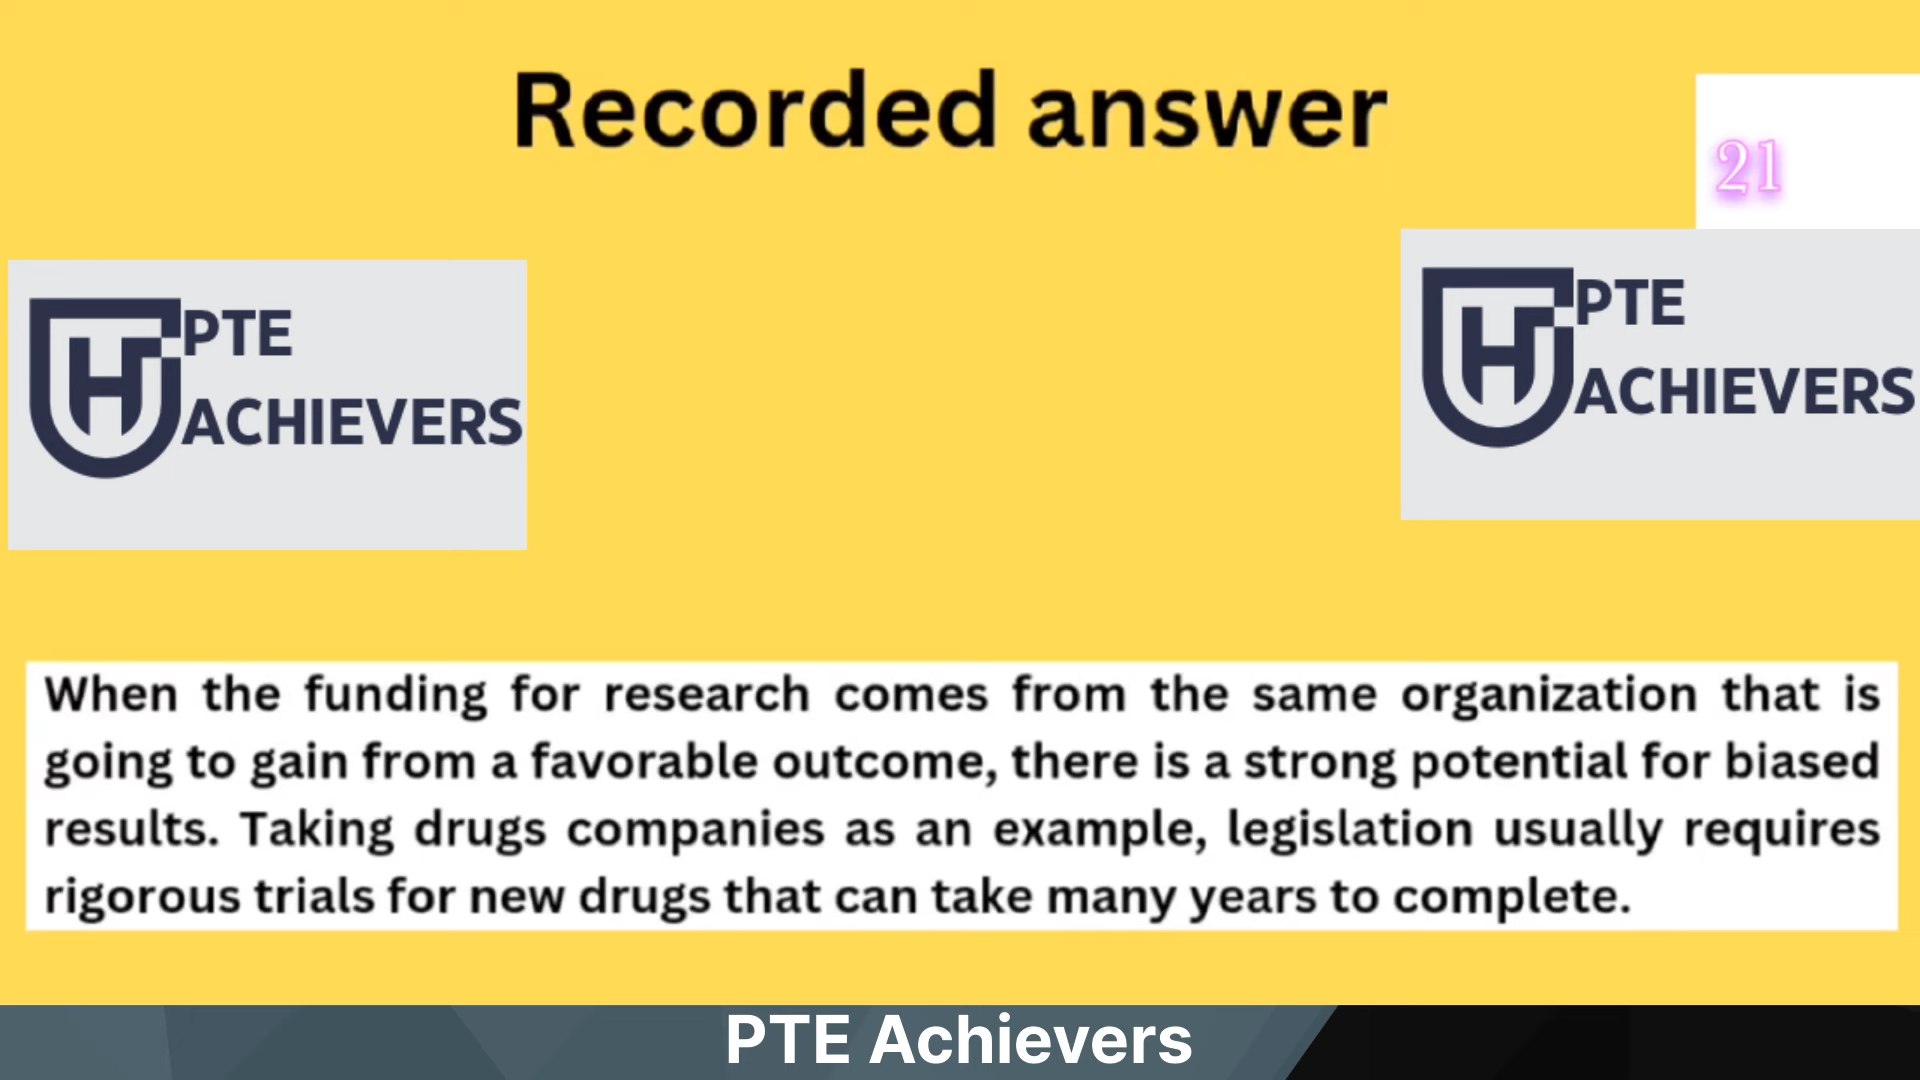 Recorded answer
21
PTE
ACHIEVERS
PTE
ACHIEVERS
When the funding for research comes from the same organization that is
going to gain from a favorable outcome, there is a strong potential for biased
results. Taking drugs companies as an example, legislation usually requires
rigorous trials for new drugs that can take many years to complete.
PTE Achievers